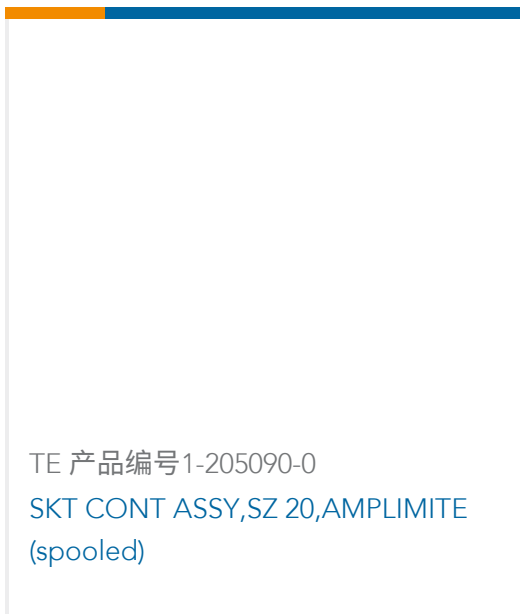 TE 产品编号1-205090-0
SKT CONT ASSY,SZ 20,AMPLIMITE
(spooled)